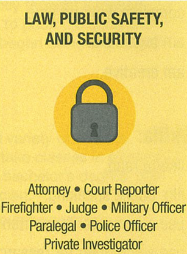 LAW, PUBLIC SAFETY,
AND SECURITY
Attorney • Court Reporter
Firefighter • Judge • Military Officer
Paralegal • Police Officer
Private Investigator